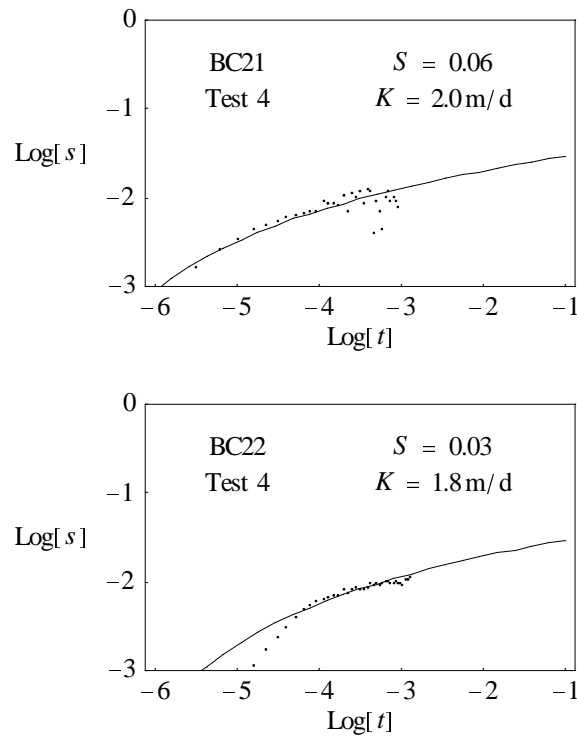 0
BC21 S = 0.06
−1
Test 4 K = 2.0 m/d
Log[s]
−2
−3
−6 −5 −4 −3 −2 −1
Log[t]
0
BC22 S = 0.03
−1
Test 4 K = 1.8 m/d
Log[s]
−2
−3
−6 −5 −4 −3 −2 −1
Log[t]